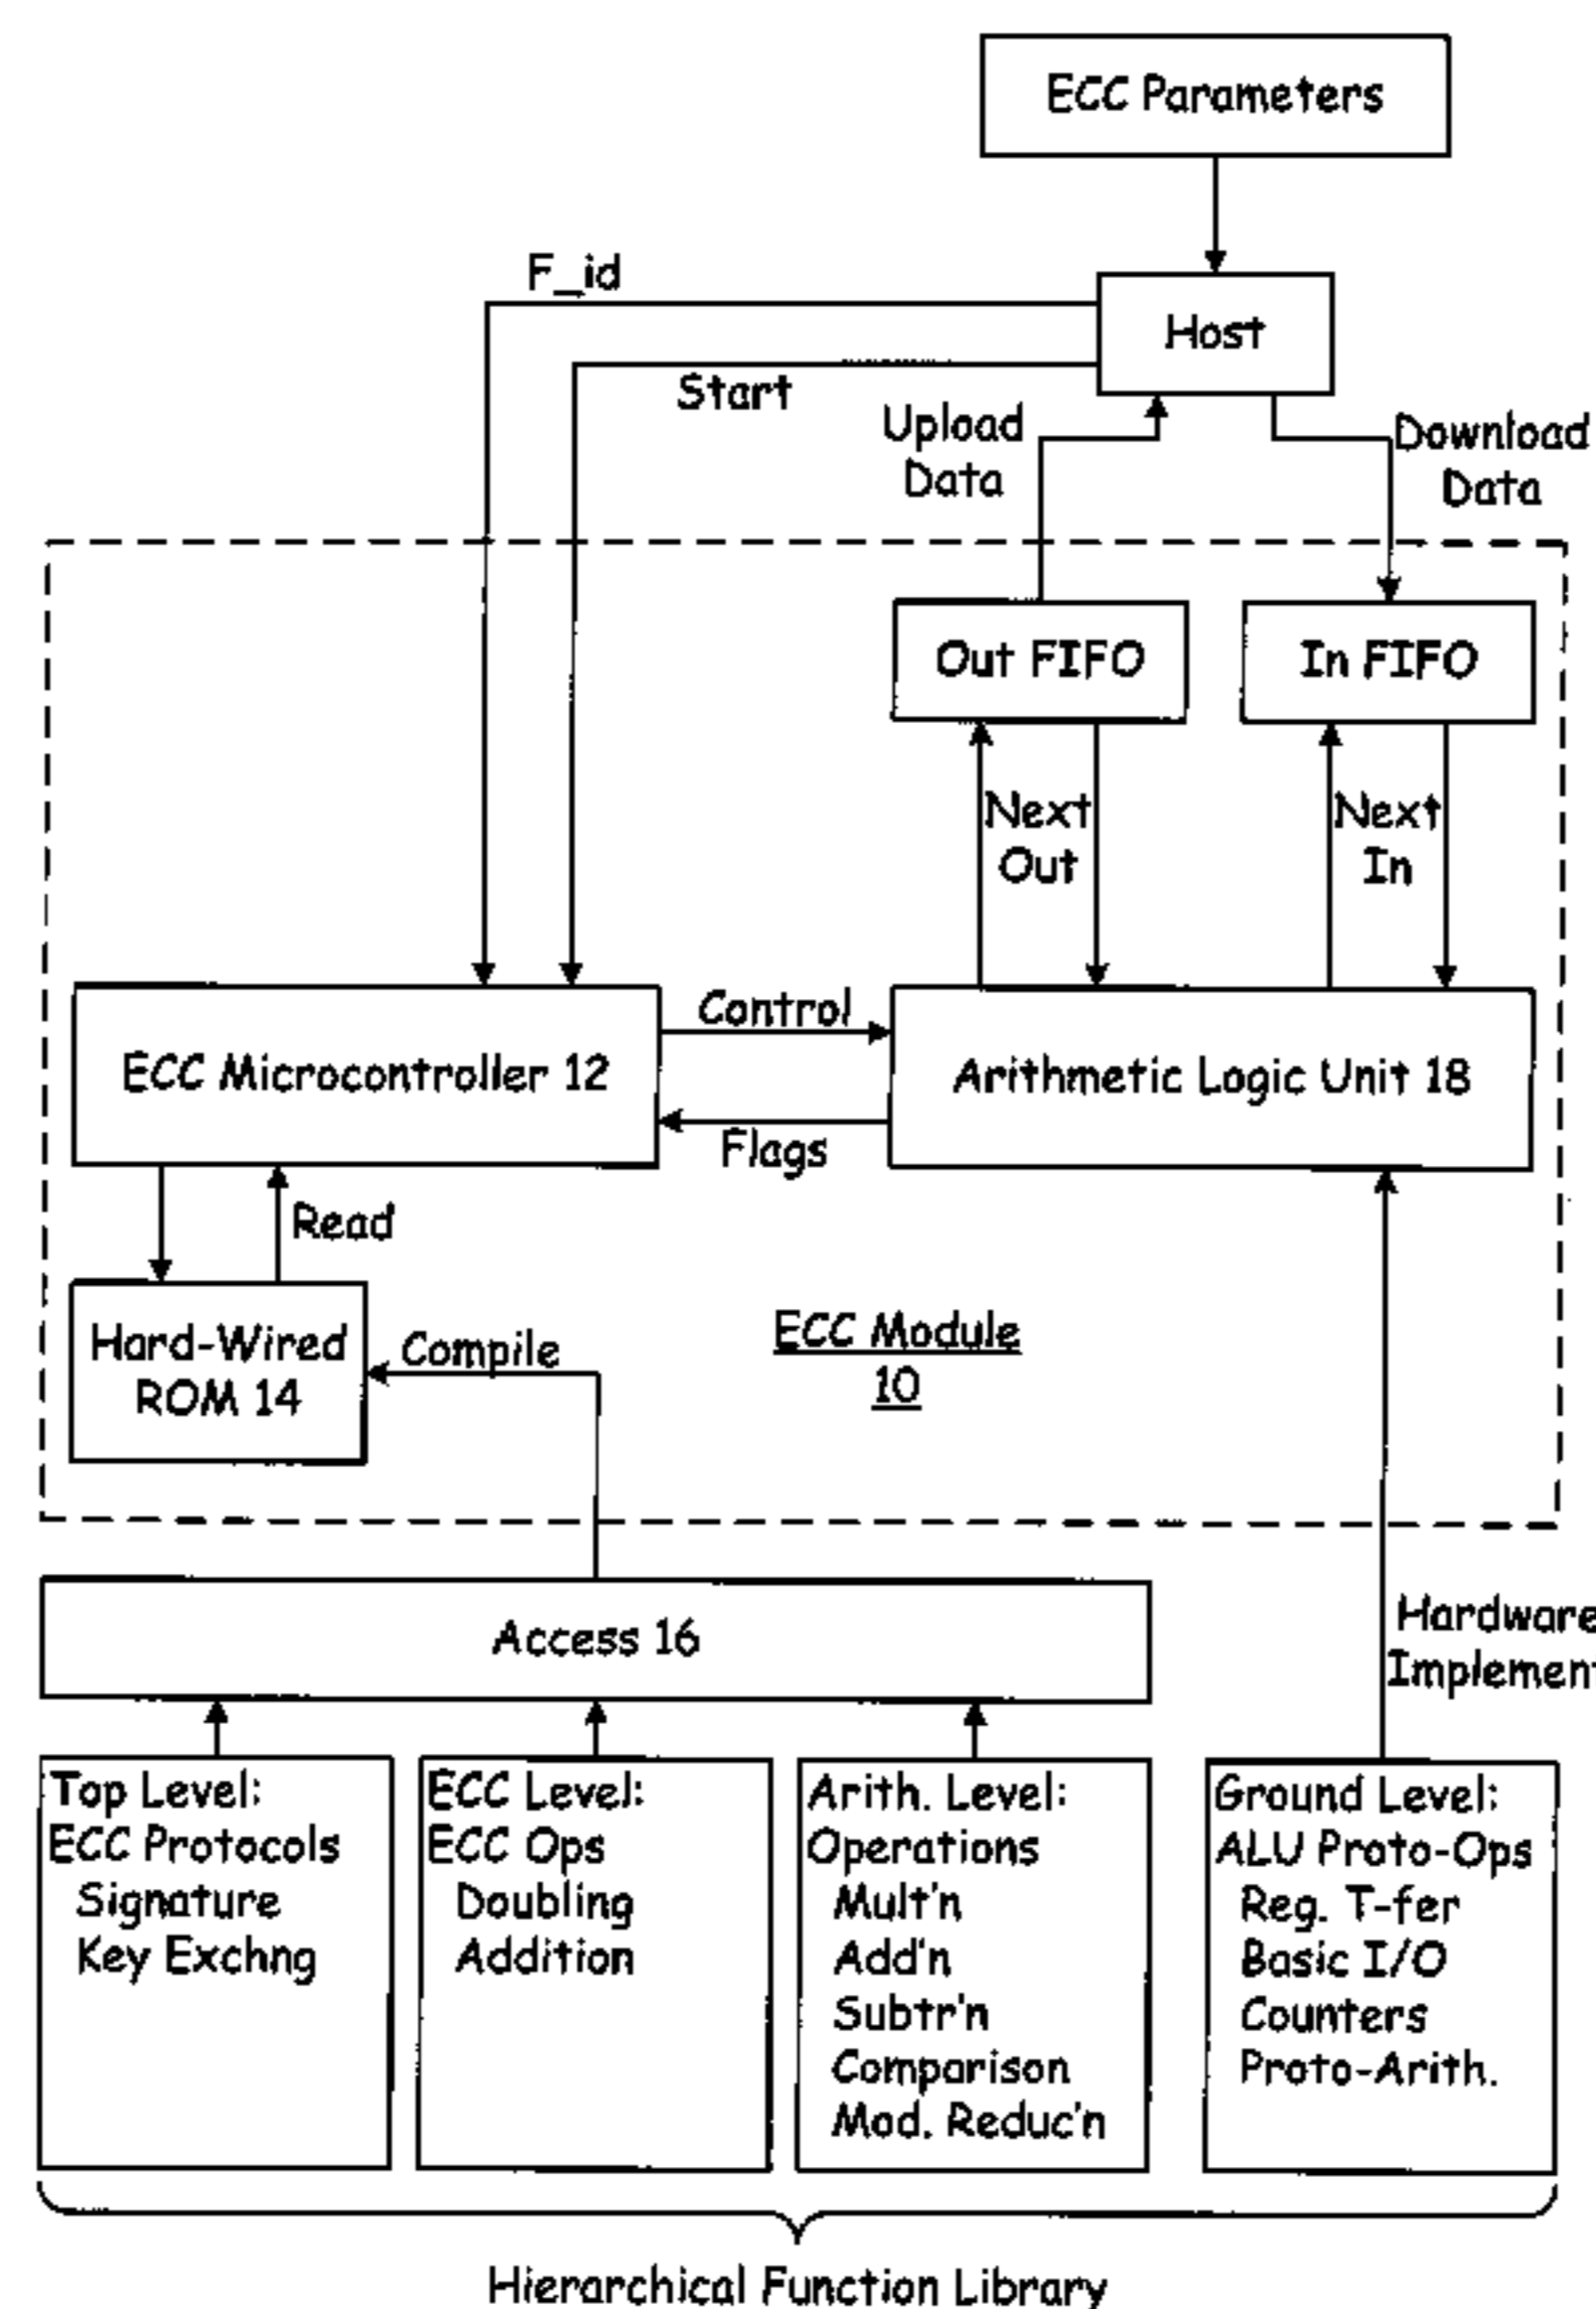 ECC Parameters
F_id
Host
Start
Upload
Data
Download
Data
Out FIFO
In FIFO
Next
Out
Next
In
Control
ECC Microcontroller 12
Arithmetic Logic Unit 18
Flags
Read
Hard-Wired
ROM 14
Compile
ECC Module
10
Access 16
Hardware
Implement
Top Level:
ECC Protocols
Signature
Key Exchng
ECC Level:
ECC Ops
Doubling
Addition
Arith. Level:
Operations
Mult'n
Add'n
Subtr'n
Comparison
Mod. Reduc'n
Ground Level:
ALU Proto-Ops
Reg. T-fer
Basic I/O
Counters
Proto-Arith.
Hierarchical Function Library